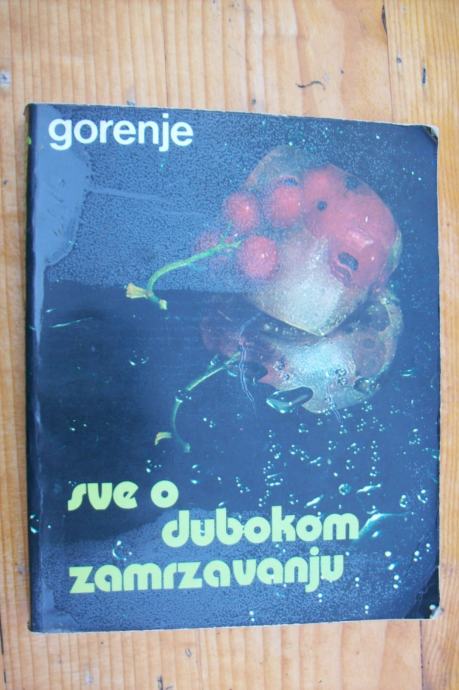 gorenje
sve o
dubokom
zamrzavanju